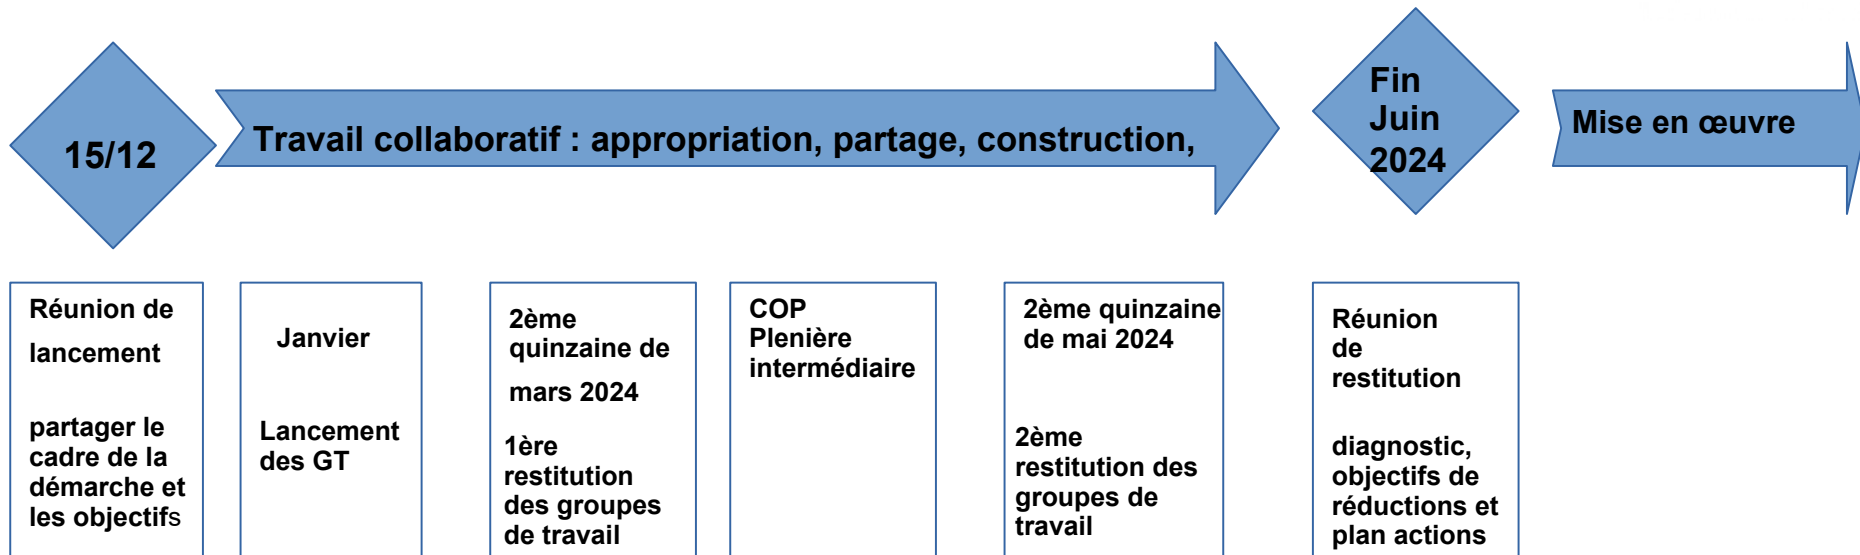 15/12
Travail collaboratif : appropriation, partage, construction,
Fin
Juin
2024
Mise en œuvre
Réunion de
lancement
partager le
cadre de la
démarche et
les objectifs
Janvier
Lancement
des GT
2ème
quinzaine de
mars 2024
1ère
restitution
des groupes
de travail
COP
Plenière
intermédiaire
2ème quinzaine
de mai 2024
2ème
restitution des
groupes de
travail
Réunion
de
restitution
diagnostic,
objectifs de
réductions et
plan actions